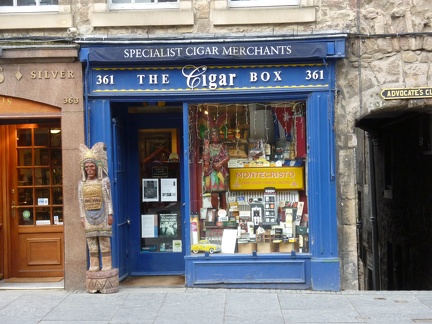 SPECIALIST CIGAR MERCHANTS
361 THE Cigar BOX 361
SILVER
363
ADVOCATE'S CL
MONTECRISTO